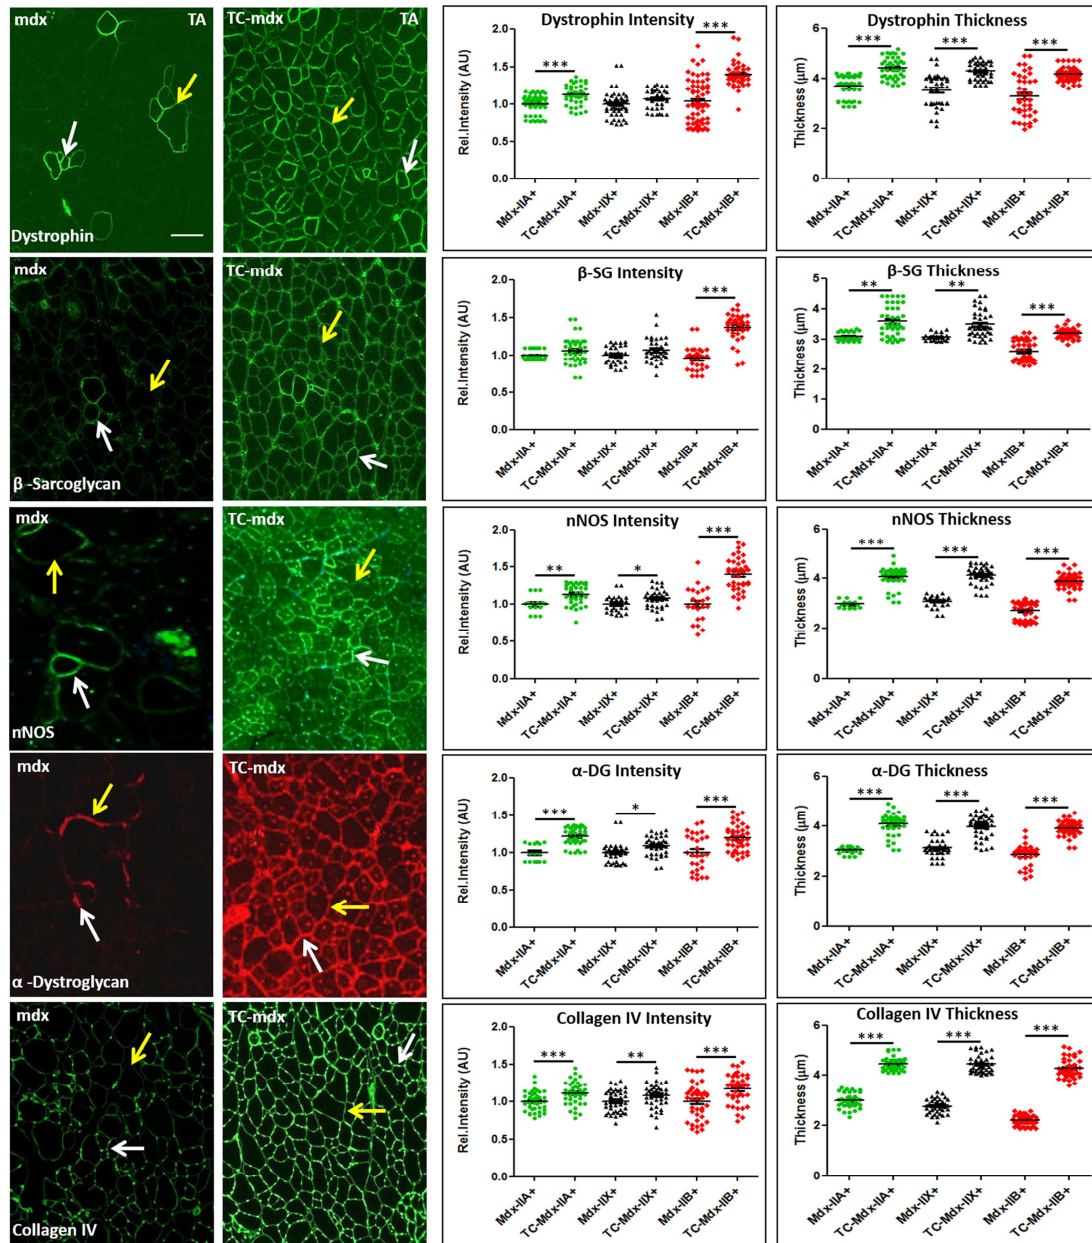 mdx
TA
Dystrophin
TC-mdx
TA
Dystrophin Intensity
Rel.Intensity (AU)
2.0
1.5
1.0
0.5
0.0
***
***
Mdx-IIA+
TC-Mdx-IIA+
Mdx-IIX+
TC-Mdx-IIX+
Mdx-IIB+
TC-Mdx-IIB+
Dystrophin Thickness
Thickness (µm)
6
4
2
0
***
***
***
Mdx-IIA+
TC-Mdx-IIA+
Mdx-IIX+
TC-Mdx-IIX+
Mdx-IIB+
TC-Mdx-IIB+
mdx
β -Sarcoglycan
TC-mdx
β-SG Intensity
Rel.Intensity (AU)
2.0
1.5
1.0
0.5
0.0
***
Mdx-IIA+
TC-Mdx-IIA+
Mdx-IIX+
TC-Mdx-IIX+
Mdx-IIB+
TC-Mdx-IIB+
β-SG Thickness
Thickness (µm)
5
4
3
2
1
0
**
**
***
Mdx-IIA+
TC-Mdx-IIA+
Mdx-IIX+
TC-Mdx-IIX+
Mdx-IIB+
TC-Mdx-IIB+
mdx
nNOS
TC-mdx
nNOS Intensity
Rel.Intensity (AU)
2.0
1.5
1.0
0.5
0.0
**
*
***
Mdx-IIA+
TC-Mdx-IIA+
Mdx-IIX+
TC-Mdx-IIX+
Mdx-IIB+
TC-Mdx-IIB+
nNOS Thickness
Thickness (µm)
6
4
2
0
***
***
***
Mdx-IIA+
TC-Mdx-IIA+
Mdx-IIX+
TC-Mdx-IIX+
Mdx-IIB+
TC-Mdx-IIB+
mdx
α -Dystroglycan
TC-mdx
α-DG Intensity
Rel.Intensity (AU)
2.0
1.5
1.0
0.5
0.0
***
*
***
Mdx-IIA+
TC-Mdx-IIA+
Mdx-IIX+
TC-Mdx-IIX+
Mdx-IIB+
TC-Mdx-IIB+
α-DG Thickness
Thickness (µm)
6
4
2
0
***
***
***
Mdx-IIA+
TC-Mdx-IIA+
Mdx-IIX+
TC-Mdx-IIX+
Mdx-IIB+
TC-Mdx-IIB+
mdx
Collagen IV
TC-mdx
Collagen IV Intensity
Rel.Intensity (AU)
2.0
1.5
1.0
0.5
0.0
***
**
***
Mdx-IIA+
TC-Mdx-IIA+
Mdx-IIX+
TC-Mdx-IIX+
Mdx-IIB+
TC-Mdx-IIB+
Collagen IV Thickness
Thickness (µm)
6
4
2
0
***
***
***
Mdx-IIA+
TC-Mdx-IIA+
Mdx-IIX+
TC-Mdx-IIX+
Mdx-IIB+
TC-Mdx-IIB+